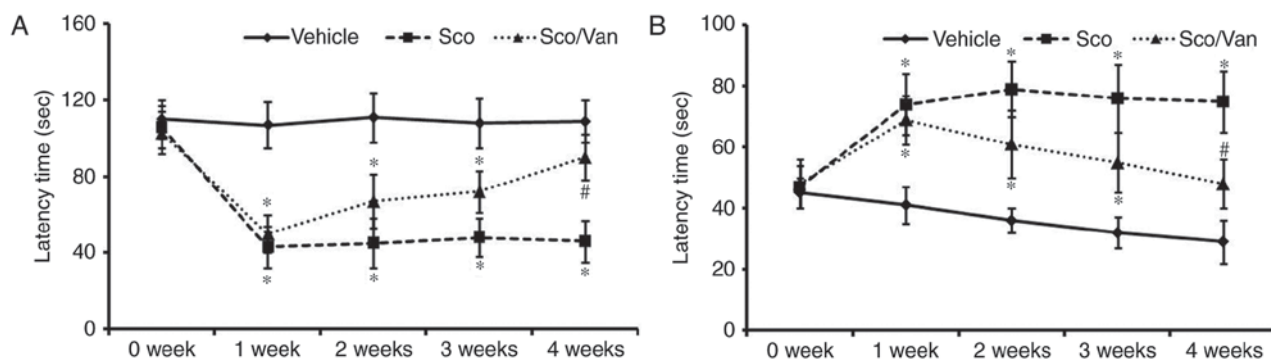 A
Vehicle Sco Sco/Van
160
120
80
40
0
Latency time (sec)
* * *
* * * *
#
0 week 1 week 2 weeks 3 weeks 4 weeks
B
Vehicle Sco Sco/Van
100
80
60
40
20
0
Latency time (sec)
* * * *
* * *
#
0 week 1 week 2 weeks 3 weeks 4 weeks